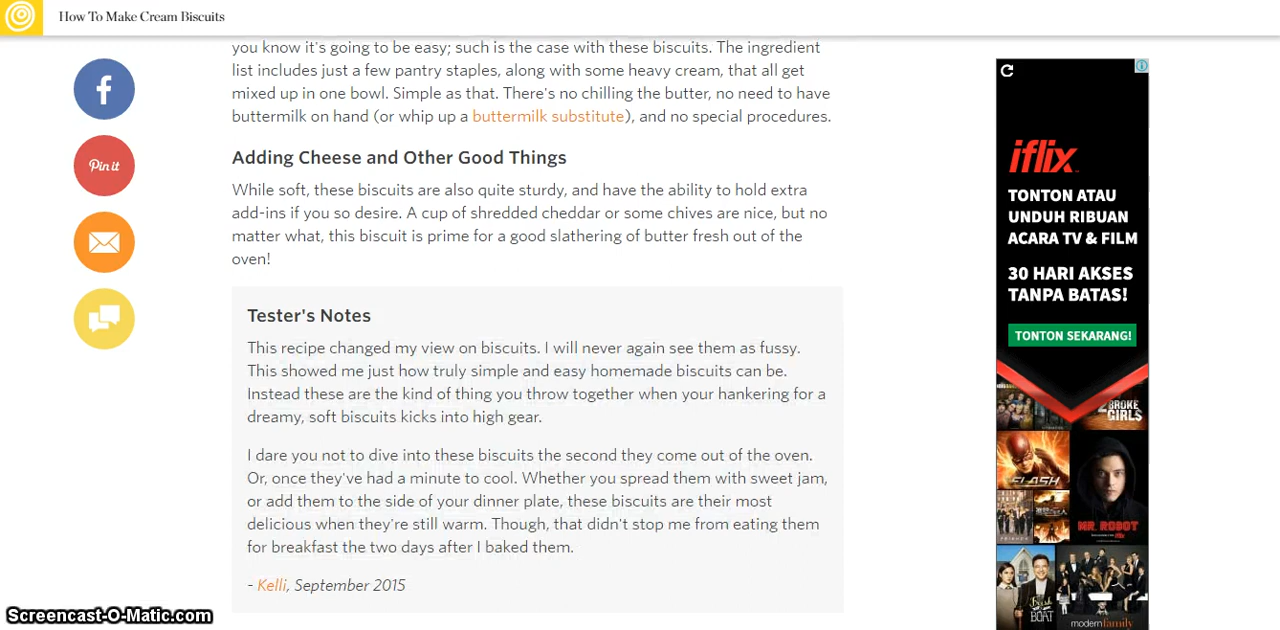 How To Make Cream Biscuits
you know it's going to be easy; such is the case with these biscuits. The ingredient
list includes just a few pantry staples, along with some heavy cream, that all get
mixed up in one bowl. Simple as that. There's no chilling the butter, no need to have
buttermilk on hand (or whip up a buttermilk substitute), and no special procedures.
Adding Cheese and Other Good Things
While soft, these biscuits are also quite sturdy, and have the ability to hold extra
add-ins if you so desire. A cup of shredded cheddar or some chives are nice, but no
matter what, this biscuit is prime for a good slathering of butter fresh out of the
oven!
Tester's Notes
This recipe changed my view on biscuits. I will never again see them as fussy.
This showed me just how truly simple and easy homemade biscuits can be.
Instead these are the kind of thing you throw together when your hankering for a
dreamy, soft biscuits kicks into high gear.
I dare you not to dive into these biscuits the second they come out of the oven.
Or, once they've had a minute to cool. Whether you spread them with sweet jam,
or add them to the side of your dinner plate, these biscuits are their most
delicious when they're still warm. Though, that didn't stop me from eating them
for breakfast the two days after I baked them.
- Kelli, September 2015
f
Pin it
iflix
TONTON ATAU
UNDUH RIBUAN
ACARA TV & FILM
30 HARI AKSES
TANPA BATAS!
TONTON SEKARANG!
2 BROKE
GIRLS
FLASH
MR. ROBOT
BOAT
modern family
Screencast-O-Matic.com